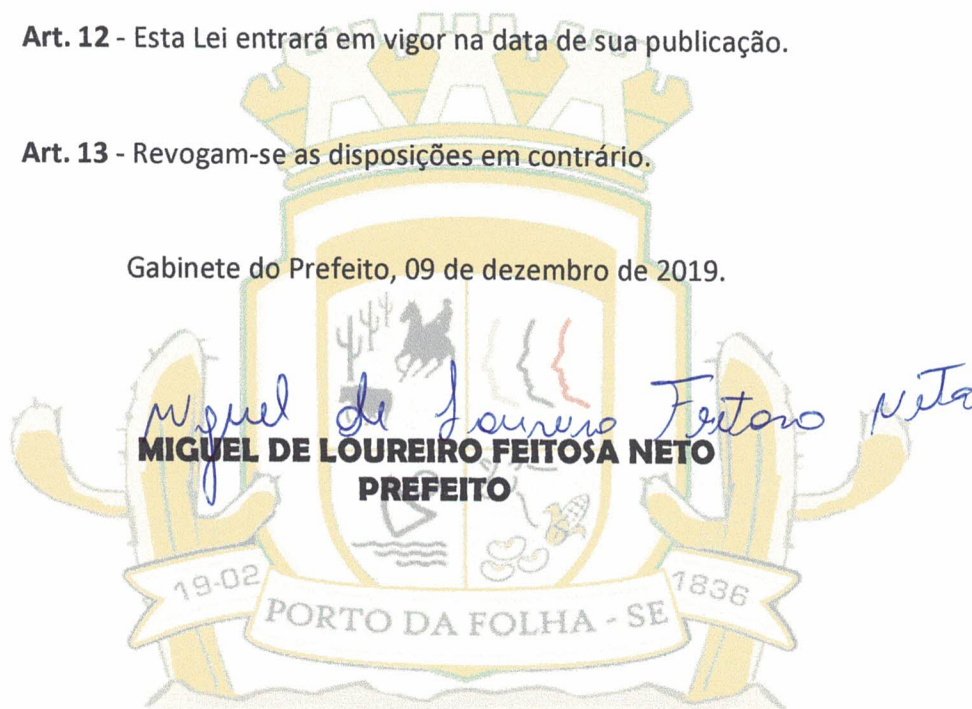 Art. 12 - Esta Lei entrará em vigor na data de sua publicação.
Art. 13 - Revogam-se as disposições em contrário.
Gabinete do Prefeito, 09 de dezembro de 2019.
Miguel de Loureiro Feitosa Neto
MIGUEL DE LOUREIRO FEITOSA NETO
PREFEITO
19-02
1836
PORTO DA FOLHA - SE